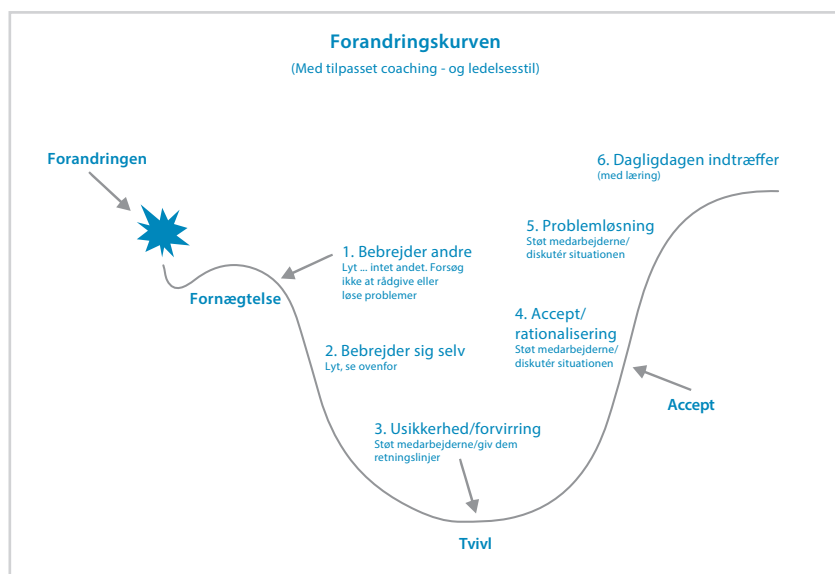 Forandringskurven
(Med tilpasset coaching - og ledelsesstil)
Forandringen
6. Dagligdagen indtræffer
(med læring)
5. Problemløsning
Støt medarbejderne/
diskutér situationen
1. Bebrejder andre
Lyt ... intet andet. Forsøg
ikke at rådgive eller
løse problemer
Fornægtelse
4. Accept/
rationalisering
Støt medarbejderne/
diskutér situationen
2. Bebrejder sig selv
Lyt, se ovenfor
Accept
3. Usikkerhed/forvirring
Støt medarbejderne/giv dem
retningslinjer
Tvivl